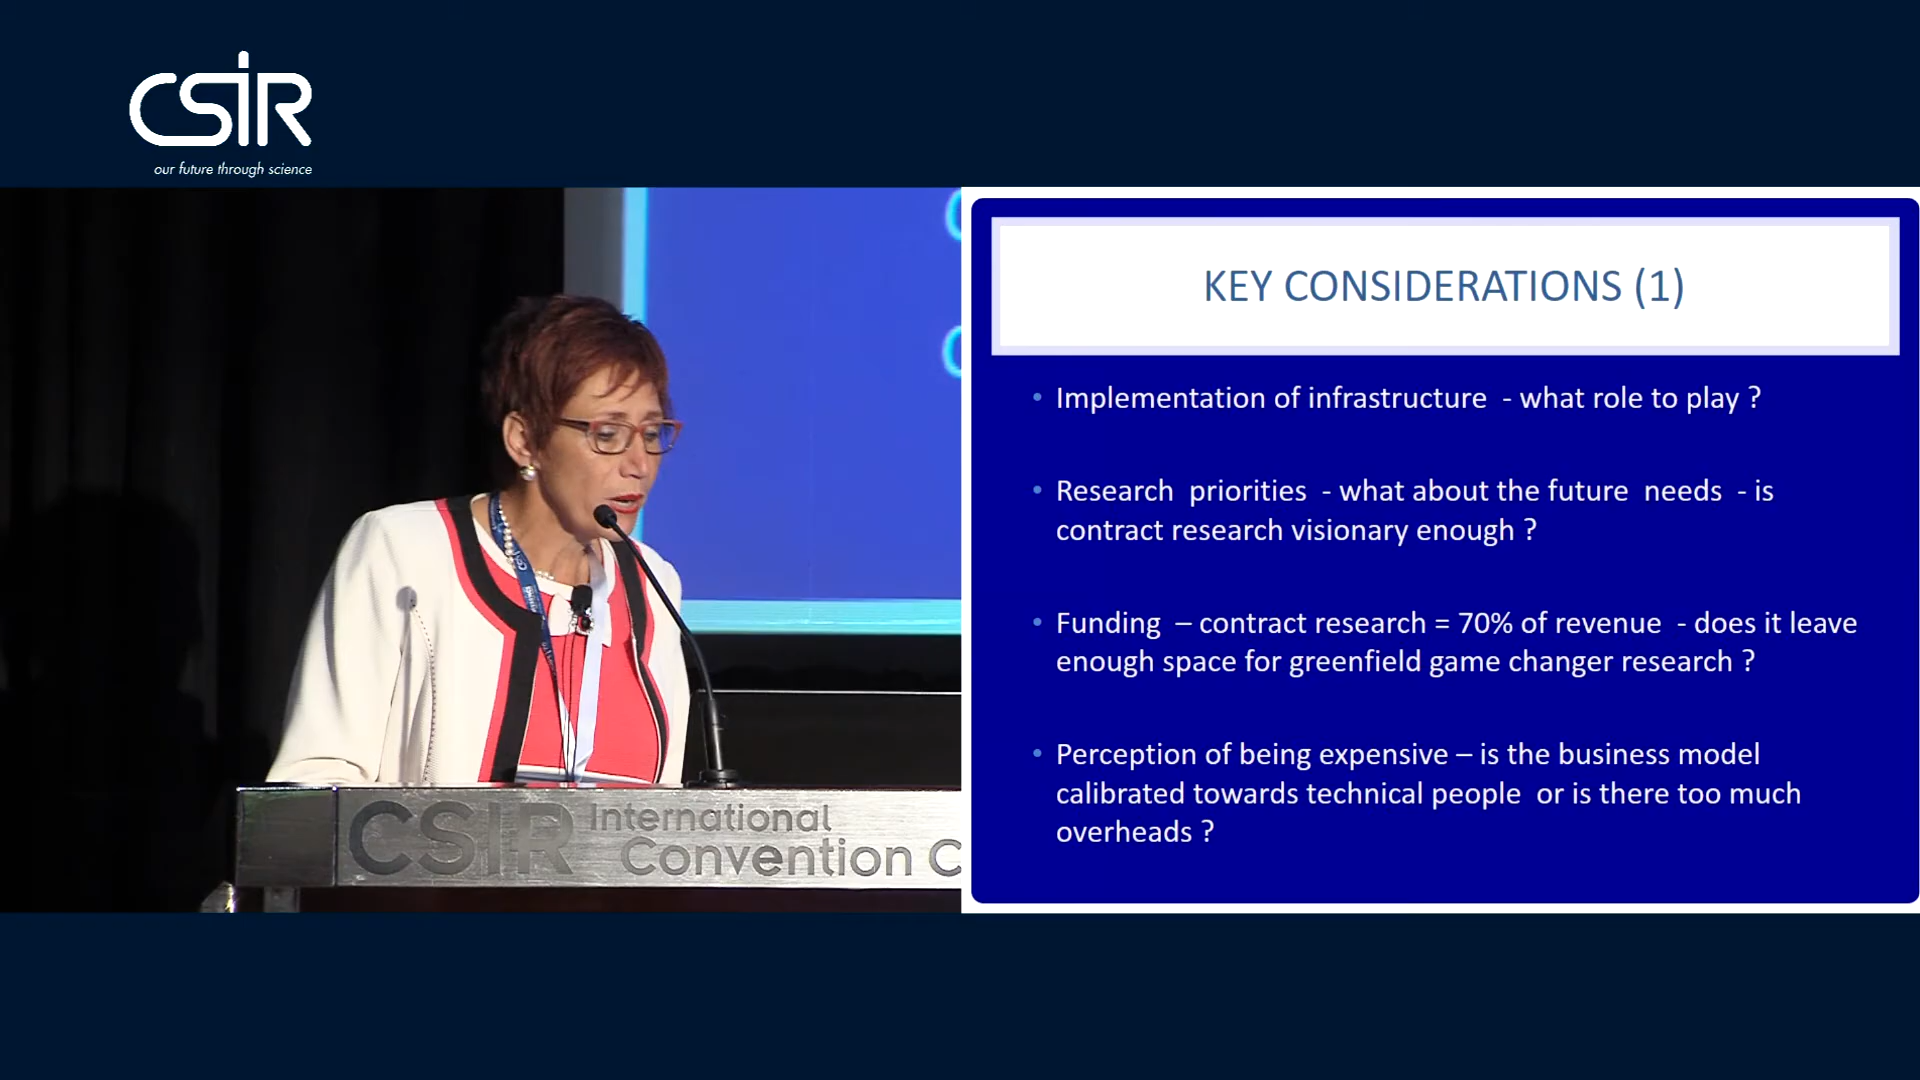 CSIR
our future through science
KEY CONSIDERATIONS (1)
• Implementation of infrastructure - what role to play ?
• Research priorities - what about the future needs - is
contract research visionary enough ?
• Funding – contract research = 70% of revenue - does it leave
enough space for greenfield game changer research ?
• Perception of being expensive – is the business model
calibrated towards technical people or is there too much
overheads ?
CSIR International
Convention C